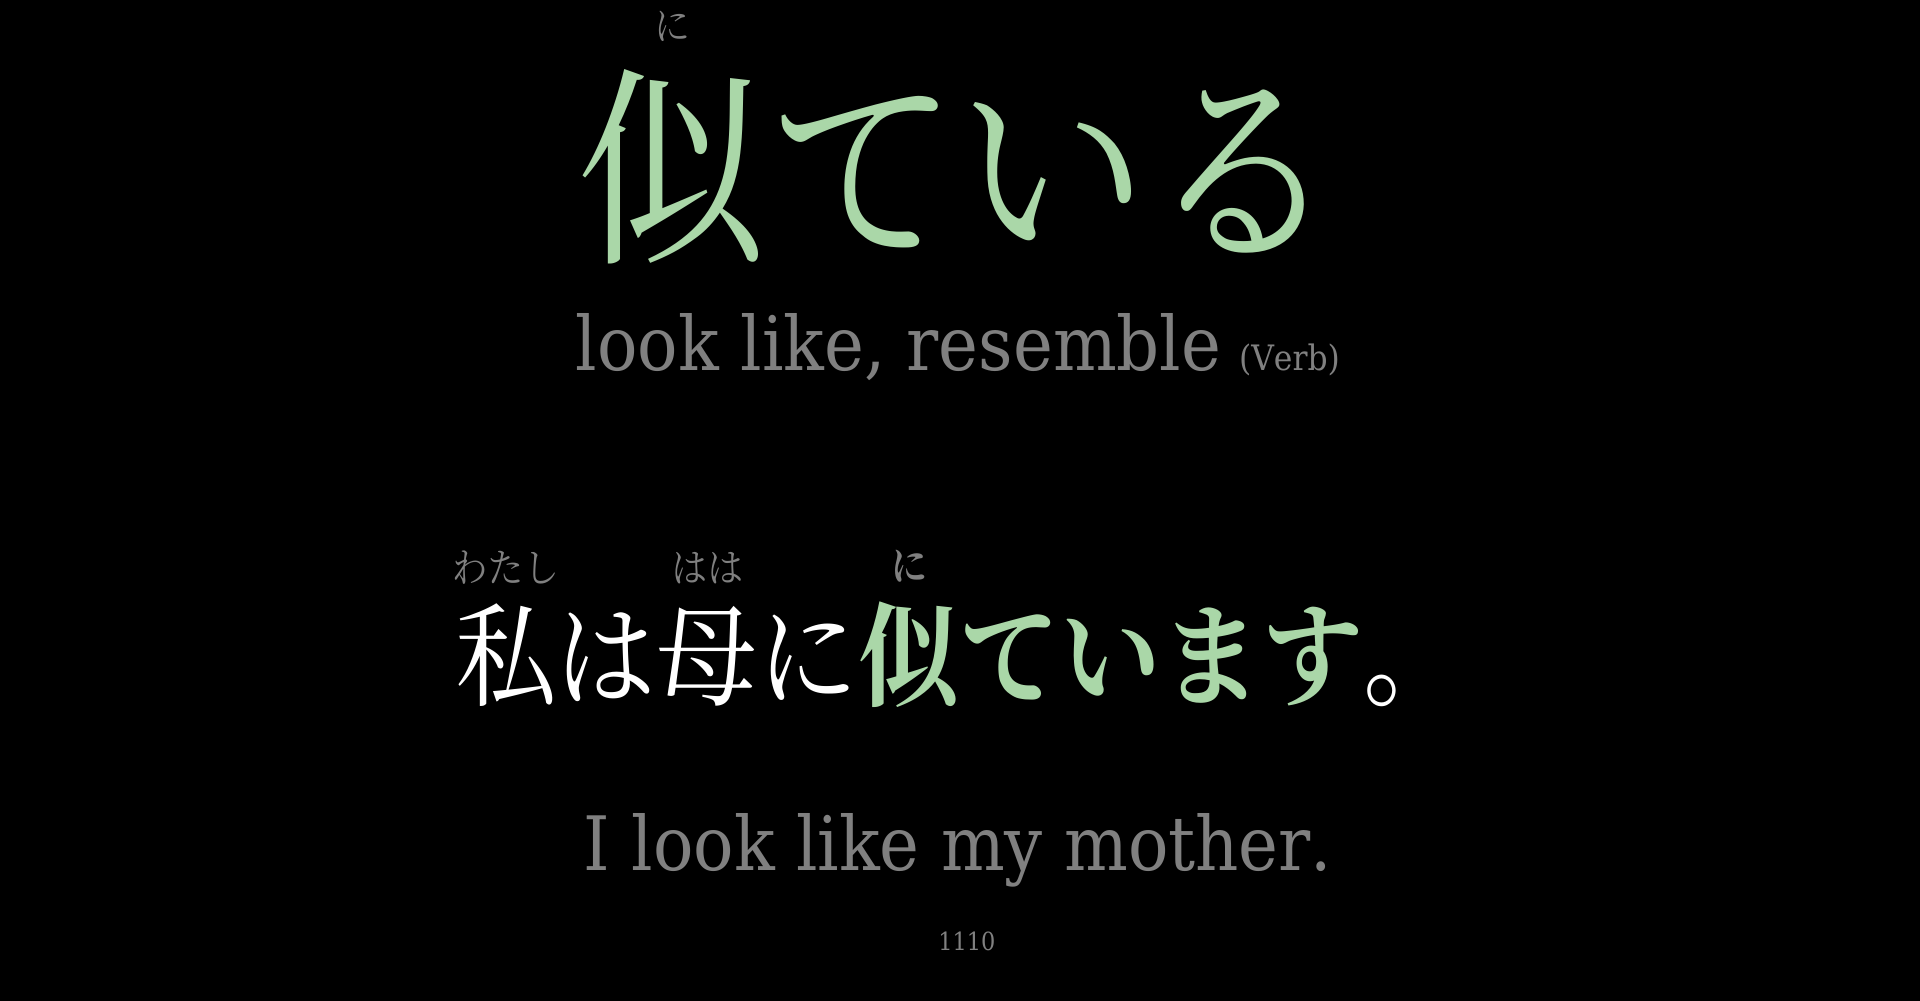 に
似ている
look like, resemble (Verb)
わたし はは に
私は母に似ています。
I look like my mother.
1110